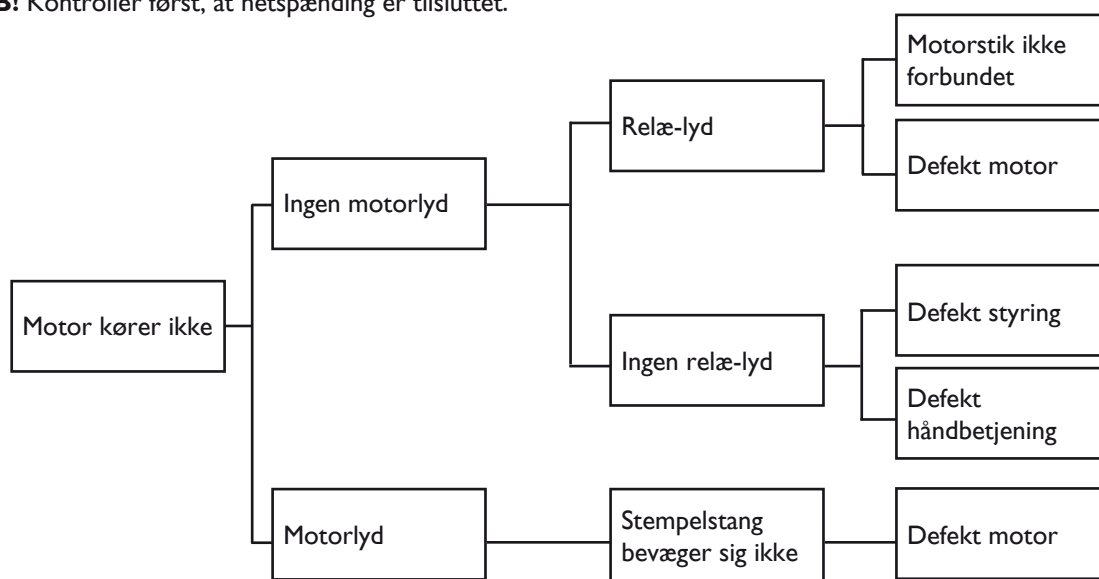 B! Kontroller først, at netspænding er tilsluttet.
Motorstik ikke
forbundet
Relæ-lyd
Defekt motor
Ingen motorlyd
Motor kører ikke
Defekt styring
Ingen relæ-lyd
Defekt
håndbetjening
Motorlyd
Stempelstang
bevæger sig ikke
Defekt motor